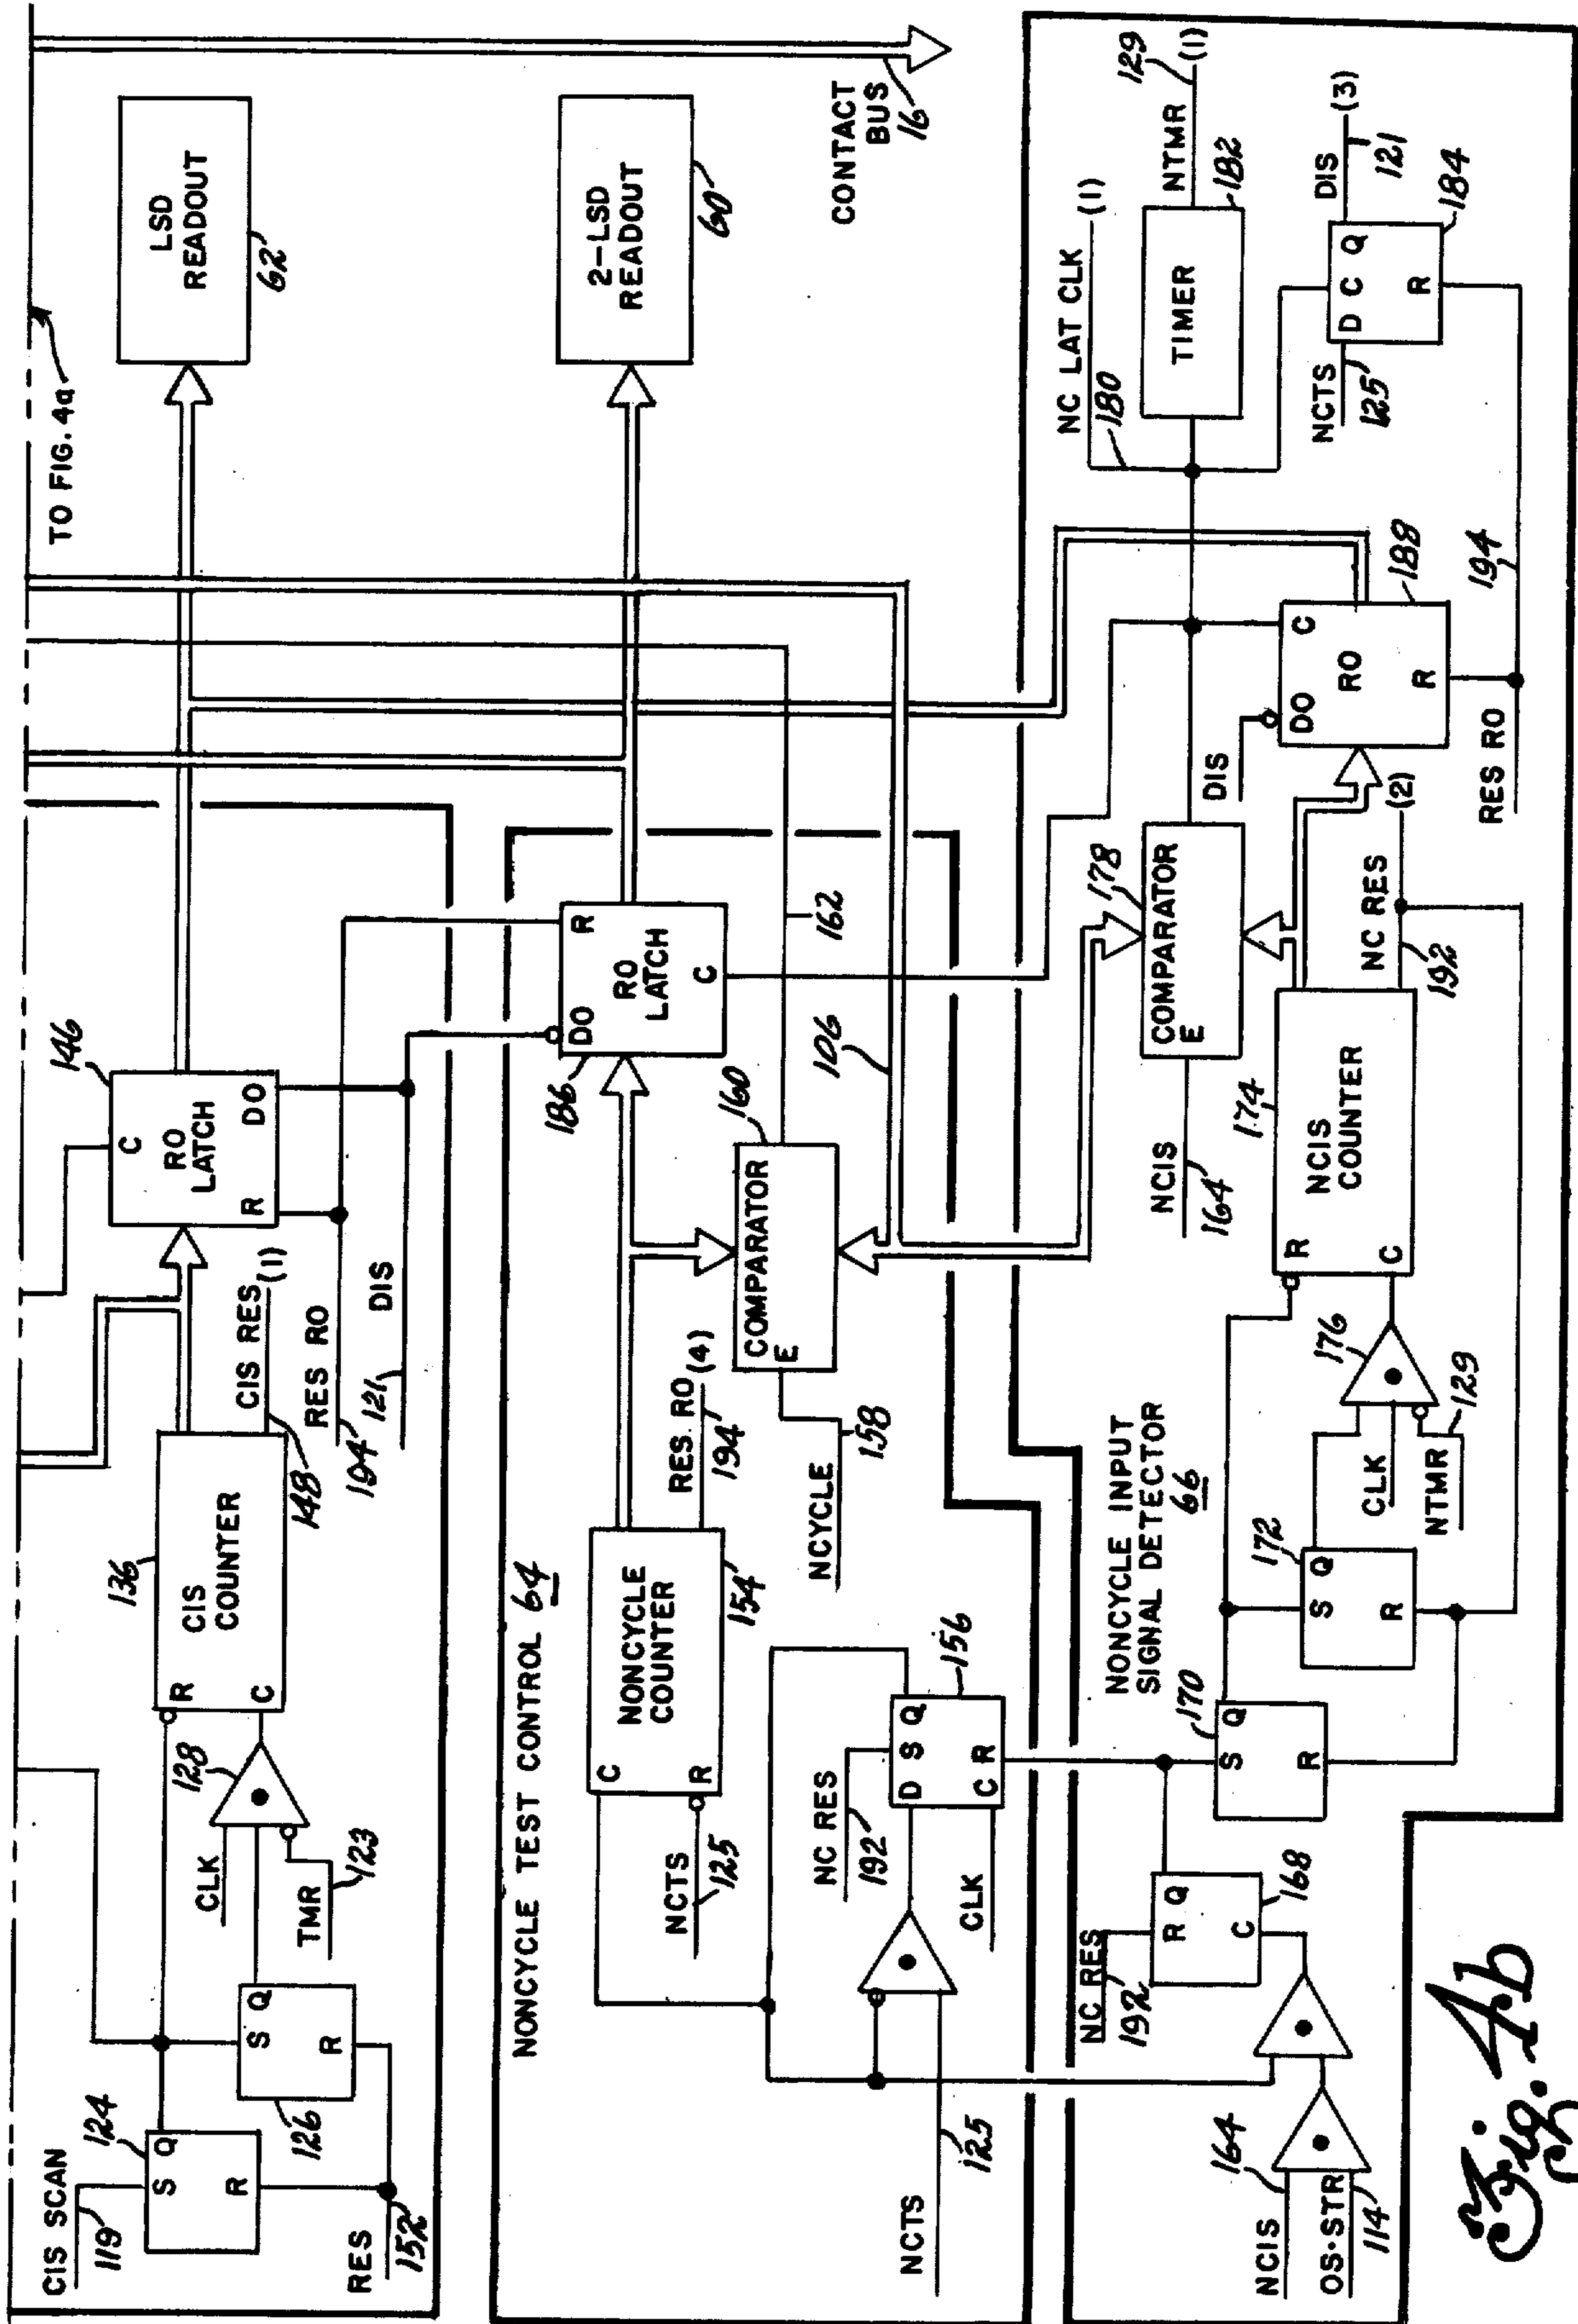 TO FIG. 4a
CIS SCAN
119
124
S
Q
R
RES
152
S
Q
R
126
CLK
TMR
123
128
R
C
136
CIS
COUNTER
148
CIS RES
(1)
RES RO
194
DIS
121
146
C
RO
LATCH
R
DO
LSD
READOUT
62
NONCYCLE TEST CONTROL 64
C
R
NONCYCLE
COUNTER
154
NCTS
125
RES RO
(4)
194
NC RES
192
D
S
Q
C
R
156
CLK
NCTS
125
NCYCLE
158
COMPARATOR
E
160
162
106
186
DO
RO
LATCH
R
C
2-LSD
READOUT
60
CONTACT
BUS
16
NONCYCLE INPUT
SIGNAL DETECTOR
66
NCIS
164
OS·STR
114
NC RES
192
R
Q
C
168
170
S
Q
R
172
S
Q
R
CLK
NTMR
129
176
R
C
NCIS
COUNTER
174
NC RES
192
(2)
NCIS
164
COMPARATOR
E
178
DIS
DO
RO
C
R
188
RES RO
194
NC LAT CLK
(1)
180
TIMER
182
NTMR
129
(1)
NCTS
125
D
C
Q
R
184
DIS
121
(3)
Fig. 4b